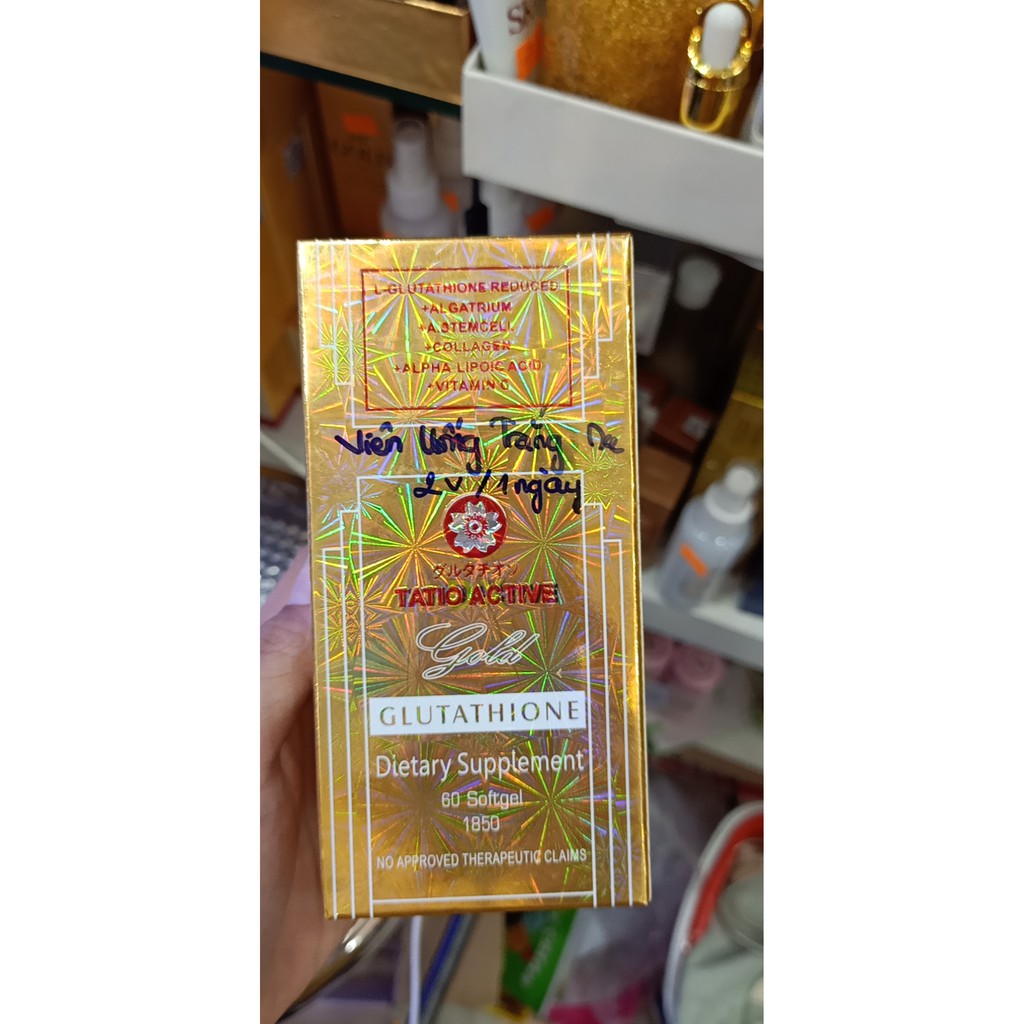 L-GLUTATHIONE REDUCED
+ALGATRIUM
+A.STEMCELL
+COLLAGEN
+ALPHA LIPOIC ACID
+VITAMIN C
Viên Uống Trắng Da
2v/1ngày
グルタチオン
TATIO ACTIVE
Gold
GLUTATHIONE
Dietary Supplement
60 Softgel
1850
NO APPROVED THERAPEUTIC CLAIMS